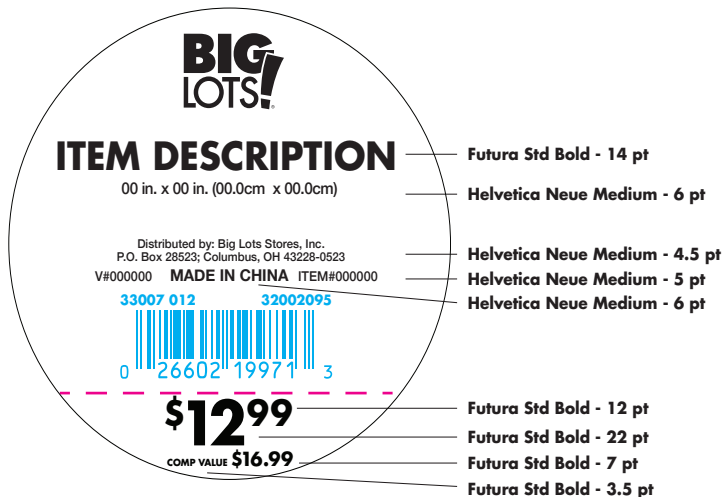 BIG
LOTS!
ITEM DESCRIPTION
Futura Std Bold - 14 pt
00 in. x 00 in. (00.0cm x 00.0cm)
Helvetica Neue Medium - 6 pt
Distributed by: Big Lots Stores, Inc.
P.O. Box 28523; Columbus, OH 43228-0523
Helvetica Neue Medium - 4.5 pt
V#000000 MADE IN CHINA ITEM#000000
Helvetica Neue Medium - 5 pt
Helvetica Neue Medium - 6 pt
33007 012 32002095
0 26602 19971 3
$1299
Futura Std Bold - 12 pt
Futura Std Bold - 22 pt
COMP VALUE $16.99
Futura Std Bold - 7 pt
Futura Std Bold - 3.5 pt